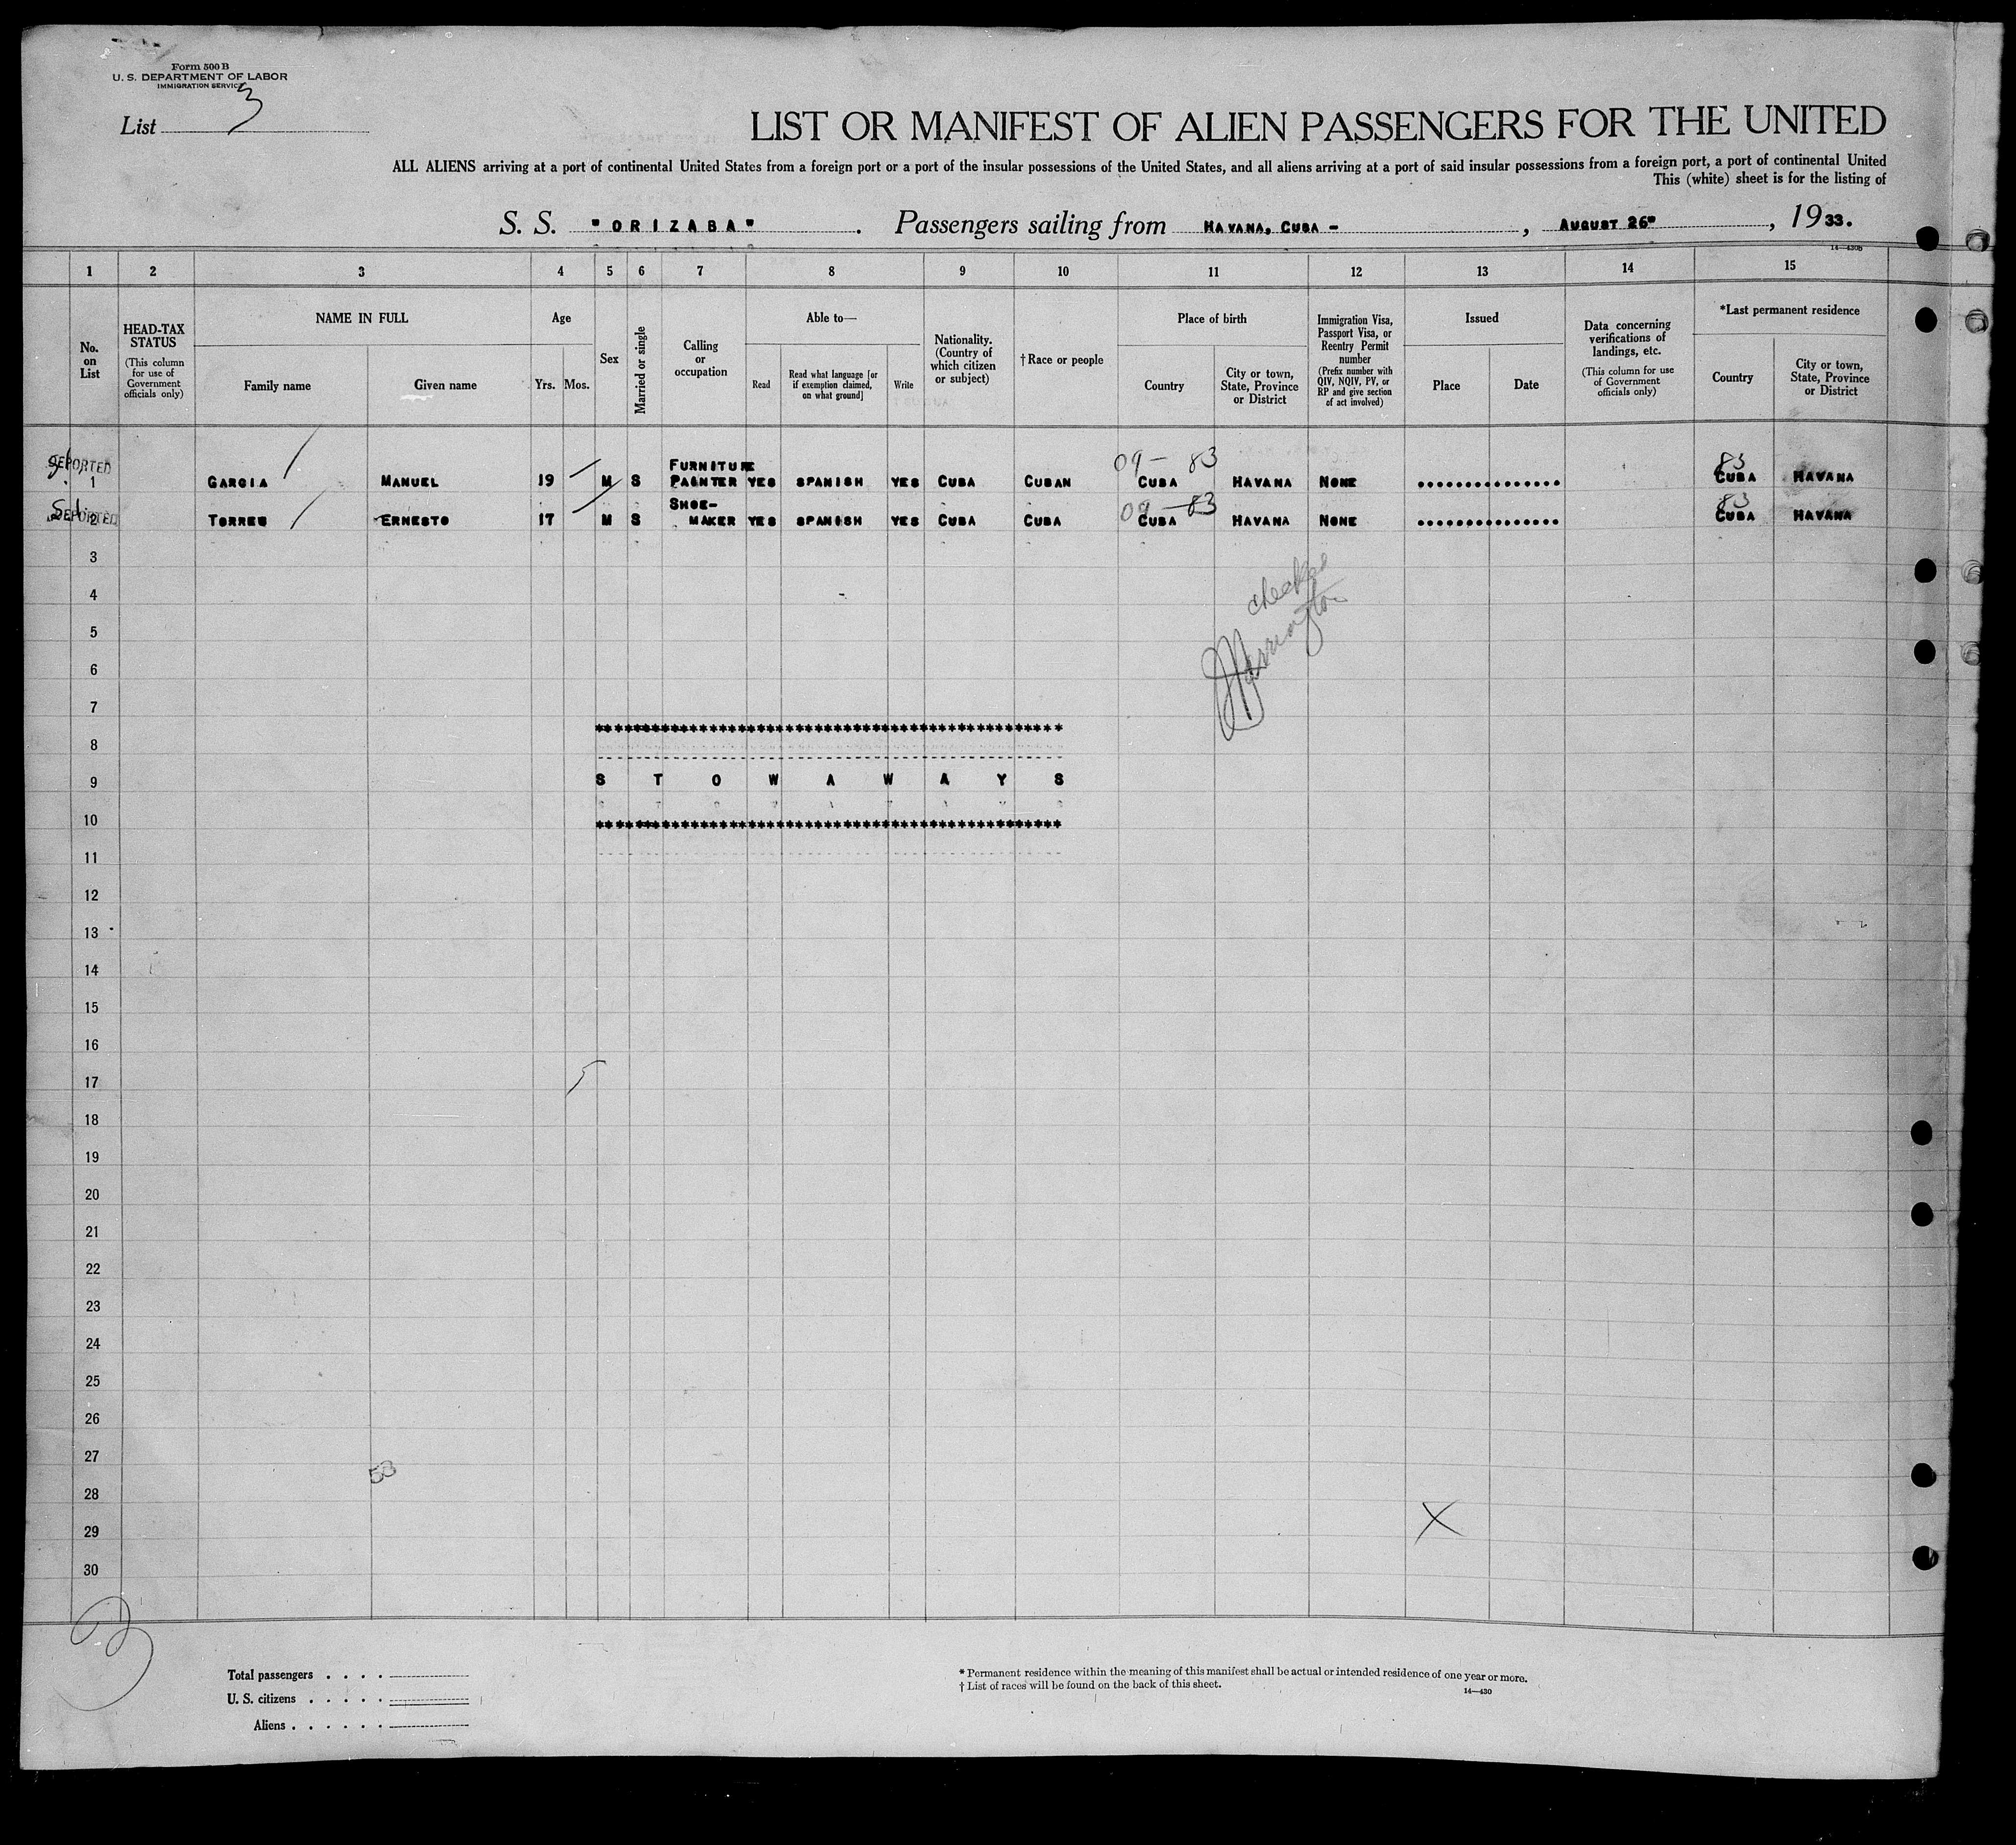 Form 500 B
U. S. DEPARTMENT OF LABOR
IMMIGRATION SERVICE
List 3
LIST OR MANIFEST OF ALIEN PASSENGERS FOR THE UNITED
ALL ALIENS arriving at a port of continental United States from a foreign port or a port of the insular possessions of the United States, and all aliens arriving at a port of said insular possessions from a foreign port, a port of continental United
This (white) sheet is for the listing of
S. S. "ORIZABA". Passengers sailing from HAVANA, CUBA - , AUGUST 26" , 19 33.
14—430b
1 2 3 4 5 6 7 8 9 10 11 12 13 14 15
No. on List
HEAD-TAX STATUS (This column for use of Government officials only)
NAME IN FULL
Family name Given name
Age
Yrs. Mos.
Sex
Married or single
Calling or occupation
Able to—
Read
Read what language [or if exemption claimed, on what ground]
Write
Nationality. (Country of which citizen or subject)
†Race or people
Place of birth
Country
City or town, State, Province or District
Immigration Visa, Passport Visa, or Reentry Permit number (Prefix number with QIV, NQIV, PV, or RP and give section of act involved)
Issued
Place Date
Data concerning verifications of landings, etc. (This column for use of Government officials only)
*Last permanent residence
Country
City or town, State, Province or District
DEPORTED
09- 83 83
1 GARCIA MANUEL 19 M S FURNITURE PAINTER YES SPANISH YES CUBA CUBAN CUBA HAVANA NONE .............. CUBA HAVANA
DEPORTED
09-83 83
2 TORRES ERNESTO 17 M S SHOE-MAKER YES SPANISH YES CUBA CUBA CUBA HAVANA NONE .............. CUBA HAVANA
3
4
checked
5
Harrington
6
7
8
9 S T O W A W A Y S
10
11
12
13
14
15
16
17
18
19
20
21
22
23
24
25
26
27
53
28
29
X
30
Total passengers . . . .
U. S. citizens . . . . .
Aliens . . . . . .
* Permanent residence within the meaning of this manifest shall be actual or intended residence of one year or more.
† List of races will be found on the back of this sheet.
14—430